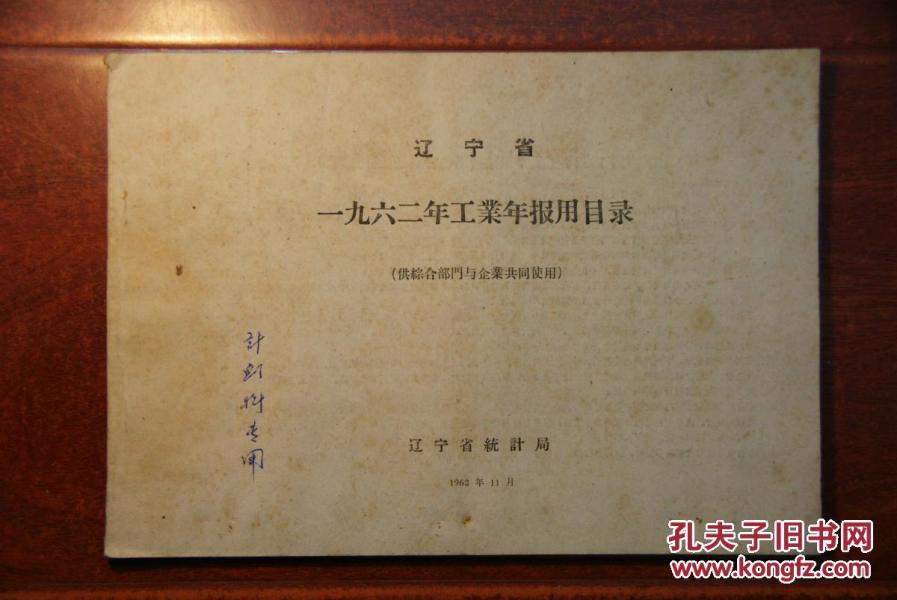 辽宁省
一九六二年工業年报用目录
(供綜合部門与企業共同使用)
計划科专用
辽宁省統計局
1962年11月
孔夫子旧书网
www.kongfz.com